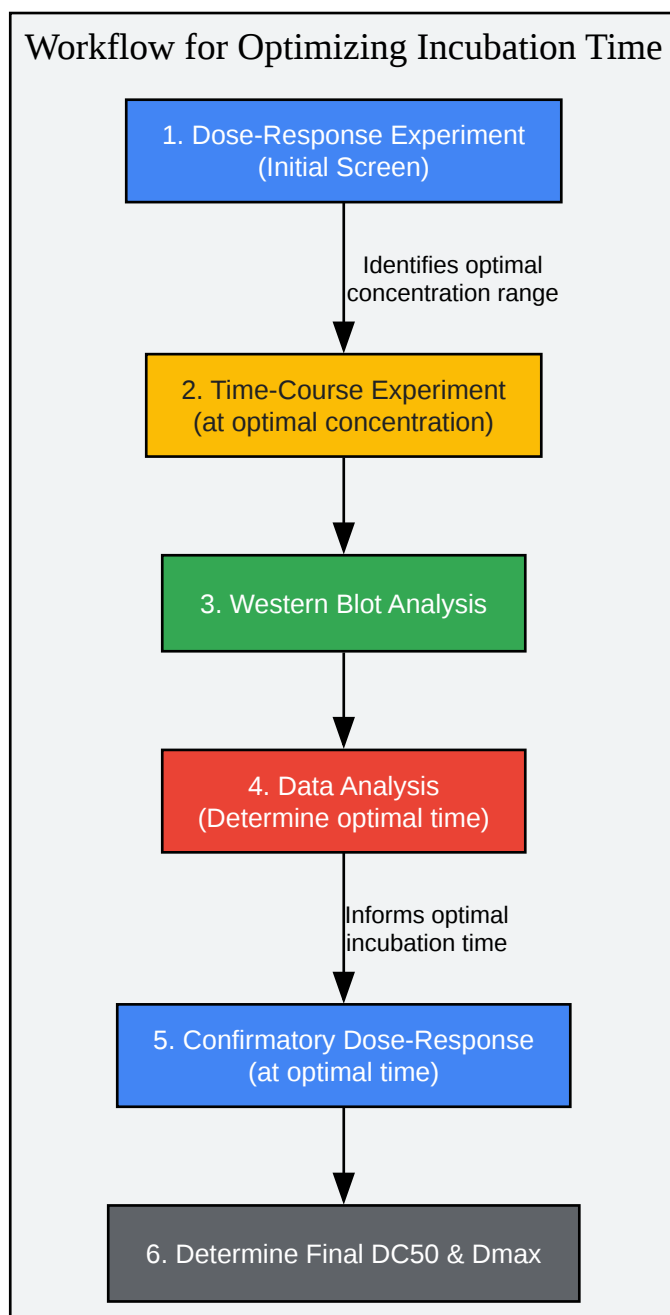 Workflow for Optimizing Incubation Time
1. Dose-Response Experiment
(Initial Screen)
Identifies optimal
concentration range
2. Time-Course Experiment
(at optimal concentration)
3. Western Blot Analysis
4. Data Analysis
(Determine optimal time)
Informs optimal
incubation time
5. Confirmatory Dose-Response
(at optimal time)
6. Determine Final DC50 & Dmax